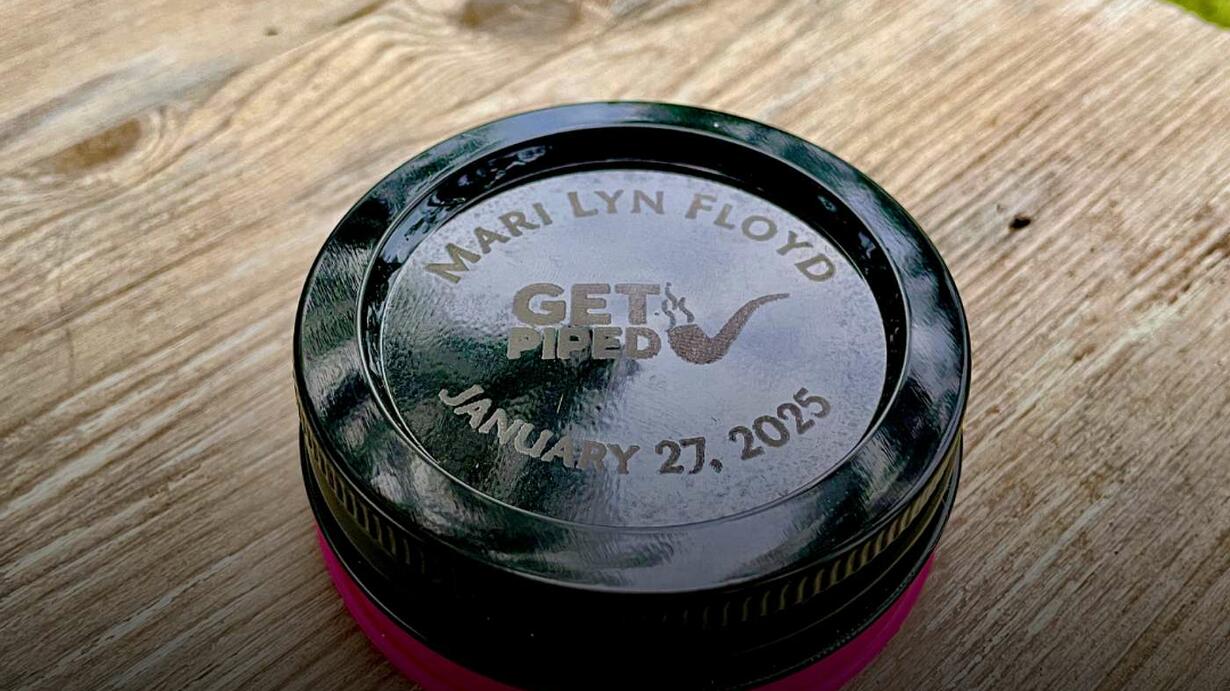 MARI LYN FLOYD
GET
PIPED
JANUARY 27, 2025